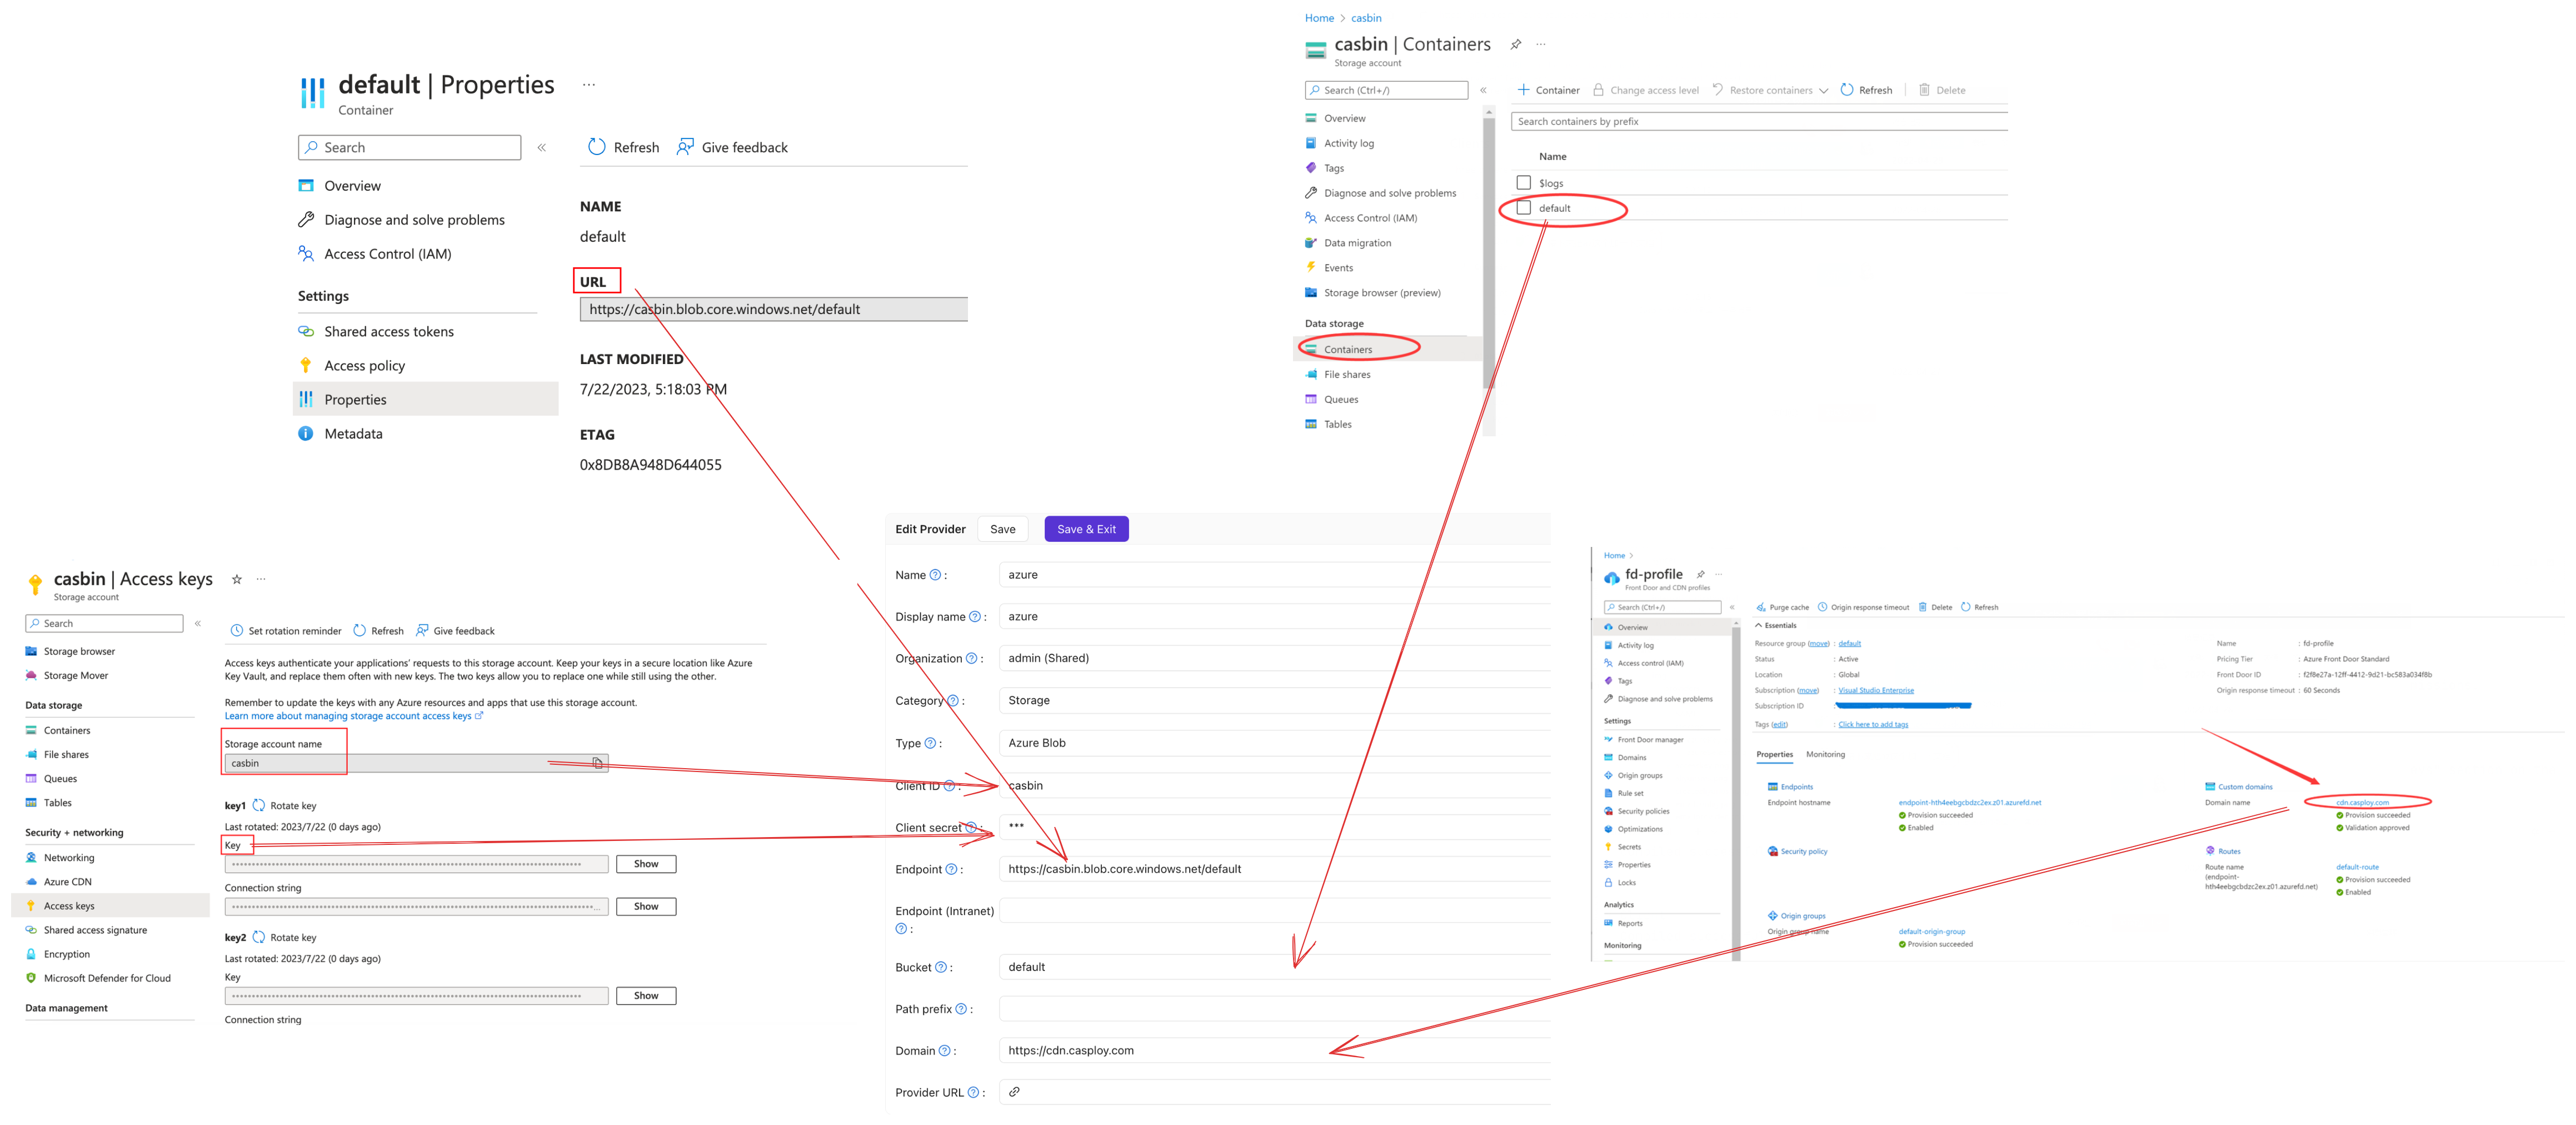 default | Properties ...
Container
Search «
Overview
Diagnose and solve problems
Access Control (IAM)
Settings
Shared access tokens
Access policy
Properties
Metadata
Refresh Give feedback
NAME
default
URL
https://casbin.blob.core.windows.net/default
LAST MODIFIED
7/22/2023, 5:18:03 PM
ETAG
0x8DB8A948D644055
Home > casbin
casbin | Containers ...
Storage account
Search (Ctrl+/) «
Overview
Activity log
Tags
Diagnose and solve problems
Access Control (IAM)
Data migration
Events
Storage browser (preview)
Data storage
Containers
File shares
Queues
Tables
+ Container Change access level Restore containers Refresh | Delete
Search containers by prefix
Name
$logs
default
casbin | Access keys ...
Storage account
Search «
Storage browser
Storage Mover
Data storage
Containers
File shares
Queues
Tables
Security + networking
Networking
Azure CDN
Access keys
Shared access signature
Encryption
Microsoft Defender for Cloud
Data management
Set rotation reminder Refresh Give feedback
Access keys authenticate your applications' requests to this storage account. Keep your keys in a secure location like Azure
Key Vault, and replace them often with new keys. The two keys allow you to replace one while still using the other.
Remember to update the keys with any Azure resources and apps that use this storage account.
Learn more about managing storage account access keys
Storage account name
casbin
key1 Rotate key
Last rotated: 2023/7/22 (0 days ago)
Key
Show
Connection string
Show
key2 Rotate key
Last rotated: 2023/7/22 (0 days ago)
Key
Show
Connection string
Edit Provider Save Save & Exit
Name ? : azure
Display name ? : azure
Organization ? : admin (Shared)
Category ? : Storage
Type ? : Azure Blob
Client ID ? : casbin
Client secret ? : ***
Endpoint ? : https://casbin.blob.core.windows.net/default
Endpoint (Intranet)
? :
Bucket ? : default
Path prefix ? :
Domain ? : https://cdn.casploy.com
Provider URL ? :
Home >
fd-profile ...
Front Door and CDN profiles
Search (Ctrl+/) «
Overview
Activity log
Access control (IAM)
Tags
Diagnose and solve problems
Settings
Front Door manager
Domains
Origin groups
Rule set
Security policies
Optimizations
Secrets
Properties
Locks
Analytics
Reports
Monitoring
Purge cache Origin response timeout Delete Refresh
Essentials
Resource group (move) : default
Status : Active
Location : Global
Subscription (move) : Visual Studio Enterprise
Subscription ID :
Tags (edit) : Click here to add tags
Name : fd-profile
Pricing Tier : Azure Front Door Standard
Front Door ID : f2f8e27a-12ff-4412-9d21-bc583a034f8b
Origin response timeout : 60 Seconds
Properties Monitoring
Endpoints
Endpoint hostname endpoint-hth4eebgcbdzc2ex.z01.azurefd.net
Provision succeeded
Enabled
Custom domains
Domain name cdn.casploy.com
Provision succeeded
Validation approved
Security policy
Routes
Route name default-route
(endpoint- Provision succeeded
hth4eebgcbdzc2ex.z01.azurefd.net) Enabled
Origin groups
Origin group name default-origin-group
Provision succeeded